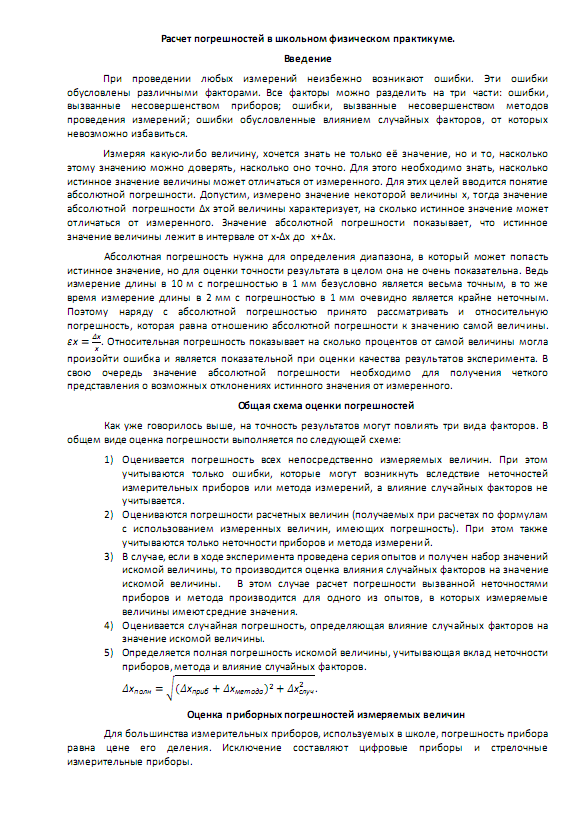 Расчет погрешностей в школьном физическом практикуме.
Введение
При проведении любых измерений неизбежно возникают ошибки. Эти ошибки
обусловлены различными факторами. Все факторы можно разделить на три части: ошибки,
вызванные несовершенством приборов; ошибки, вызванные несовершенством методов
проведения измерений; ошибки обусловленные влиянием случайных факторов, от которых
невозможно избавиться.
Измеряя какую-либо величину, хочется знать не только её значение, но и то, насколько
этому значению можно доверять, насколько оно точно. Для этого необходимо знать, насколько
истинное значение величины может отличаться от измеренного. Для этих целей вводится понятие
абсолютной погрешности. Допустим, измерено значение некоторой величины x, тогда значение
абсолютной погрешности Δx этой величины характеризует, на сколько истинное значение может
отличаться от измеренного. Значение абсолютной погрешности показывает, что истинное
значение величины лежит в интервале от x-Δx до x+Δx.
Абсолютная погрешность нужна для определения диапазона, в который может попасть
истинное значение, но для оценки точности результата в целом она не очень показательна. Ведь
измерение длины в 10 м с погрешностью в 1 мм безусловно является весьма точным, в то же
время измерение длины в 2 мм с погрешностью в 1 мм очевидно является крайне неточным.
Поэтому наряду с абсолютной погрешностью принято рассматривать и относительную
погрешность, которая равна отношению абсолютной погрешности к значению самой величины.
εx = Δx/x. Относительная погрешность показывает на сколько процентов от самой величины могла
произойти ошибка и является показательной при оценки качества результатов эксперимента. В
свою очередь значение абсолютной погрешности необходимо для получения четкого
представления о возможных отклонениях истинного значения от измеренного.
Общая схема оценки погрешностей
Как уже говорилось выше, на точность результатов могут повлиять три вида факторов. В
общем виде оценка погрешности выполняется по следующей схеме:
1) Оценивается погрешность всех непосредственно измеряемых величин. При этом
учитываются только ошибки, которые могут возникнуть вследствие неточностей
измерительных приборов или метода измерений, а влияние случайных факторов не
учитывается.
2) Оцениваются погрешности расчетных величин (получаемых при расчетах по формулам
с использованием измеренных величин, имеющих погрешность). При этом также
учитываются только неточности приборов и метода измерений.
3) В случае, если в ходе эксперимента проведена серия опытов и получен набор значений
искомой величины, то производится оценка влияния случайных факторов на значение
искомой величины. В этом случае расчет погрешности вызванной неточностями
приборов и метода производится для одного из опытов, в которых измеряемые
величины имеют средние значения.
4) Оценивается случайная погрешность, определяющая влияние случайных факторов на
значение искомой величины.
5) Определяется полная погрешность искомой величины, учитывающая вклад неточности
приборов, метода и влияние случайных факторов.
Δxполн = √((Δxприб + Δxметода)² + Δx²случ).
Оценка приборных погрешностей измеряемых величин
Для большинства измерительных приборов, используемых в школе, погрешность прибора
равна цене его деления. Исключение составляют цифровые приборы и стрелочные
измерительные приборы.